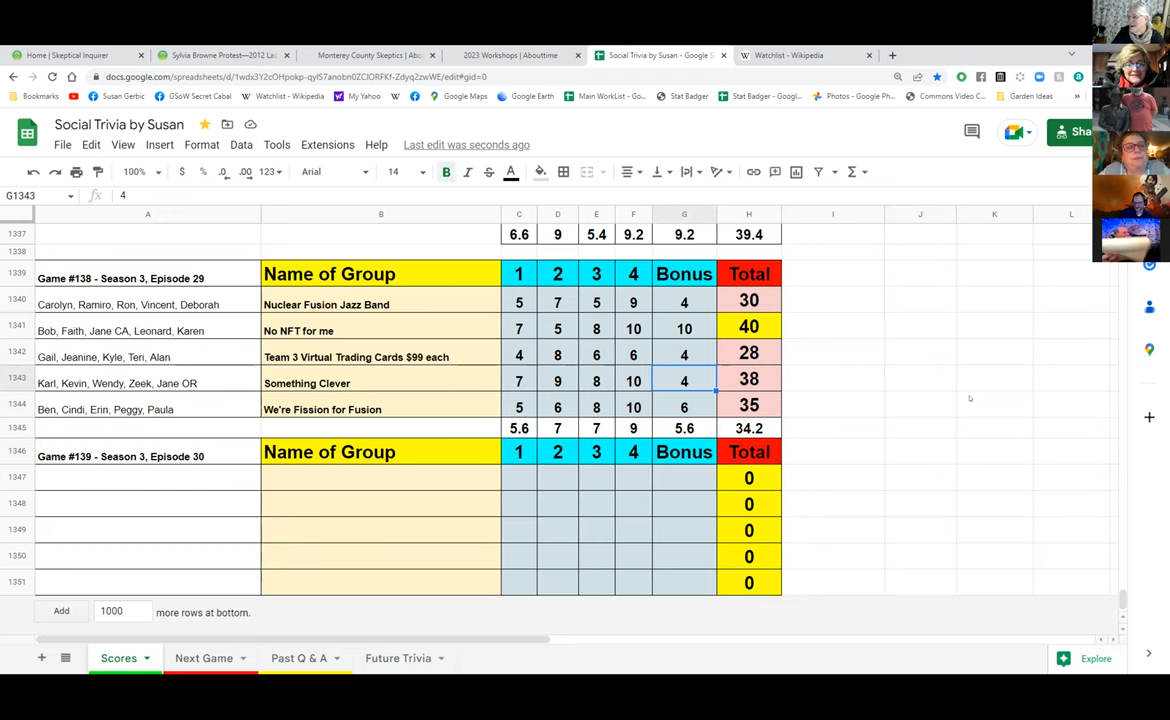 Home | Skeptical Inquirer
Sylvia Browne Protest—2012 La
Monterey County Skeptics | Abou
2023 Workshops | Abouttime
Social Trivia by Susan - Google S
Watchlist - Wikipedia
docs.google.com/spreadsheets/d/
/edit#gid=0
Bookmarks
Susan Gerbic
GSoW Secret Cabal
Watchlist - Wikipedia
My Yahoo
Google Maps
Google Earth
Main WorkList - Go...
Stat Badger
Stat Badger - Googl...
Photos - Google Ph...
Commons Video C...
Garden Ideas
Social Trivia by Susan
File Edit View Insert Format Data Tools Extensions Help Last edit was seconds ago
Sha
100% $ % .0 .00 123 Arial 14 B I S A
G1343 fx 4
A B C D E F G H I J K L
1337 6.6 9 5.4 9.2 9.2 39.4
1338
1339 Game #138 - Season 3, Episode 29 Name of Group 1 2 3 4 Bonus Total
1340 Carolyn, Ramiro, Ron, Vincent, Deborah Nuclear Fusion Jazz Band 5 7 5 9 4 30
1341 Bob, Faith, Jane CA, Leonard, Karen No NFT for me 7 5 8 10 10 40
1342 Gail, Jeanine, Kyle, Teri, Alan Team 3 Virtual Trading Cards $99 each 4 8 6 6 4 28
1343 Karl, Kevin, Wendy, Zeek, Jane OR Something Clever 7 9 8 10 4 38
1344 Ben, Cindi, Erin, Peggy, Paula We're Fission for Fusion 5 6 8 10 6 35
1345 5.6 7 7 9 5.6 34.2
1346 Game #139 - Season 3, Episode 30 Name of Group 1 2 3 4 Bonus Total
1347 0
1348 0
1349 0
1350 0
1351 0
Add 1000 more rows at bottom.
Scores Next Game Past Q & A Future Trivia Explore